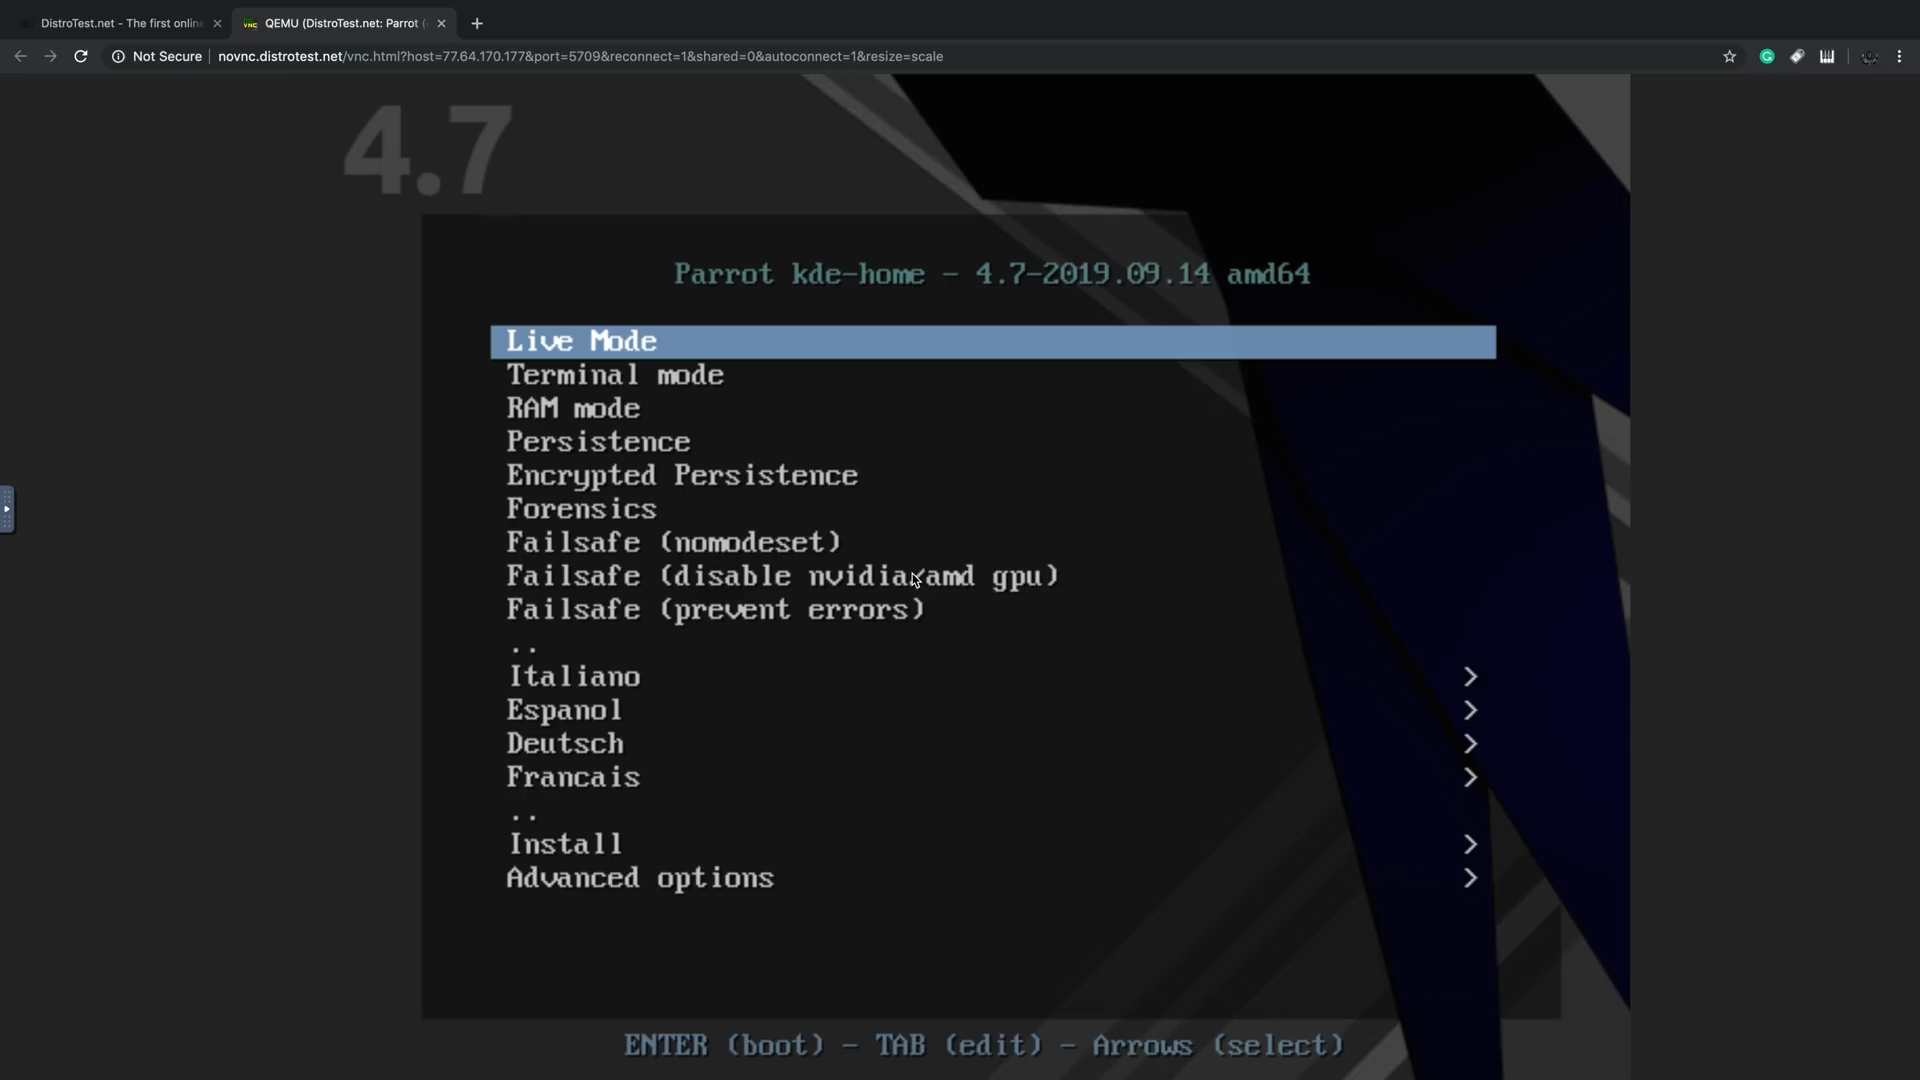 DistroTest.net - The first online
QEMU (DistroTest.net: Parrot (
Not Secure
novnc.distrotest.net/vnc.html?host=77.64.170.177&port=5709&reconnect=1&shared=0&autoconnect=1&resize=scale
4.7
Parrot kde-home - 4.7-2019.09.14 amd64
Live Mode
Terminal mode
RAM mode
Persistence
Encrypted Persistence
Forensics
Failsafe (nomodeset)
Failsafe (disable nvidia/amd gpu)
Failsafe (prevent errors)
..
Italiano >
Espanol >
Deutsch >
Francais >
..
Install >
Advanced options >
ENTER (boot) - TAB (edit) - Arrows (select)